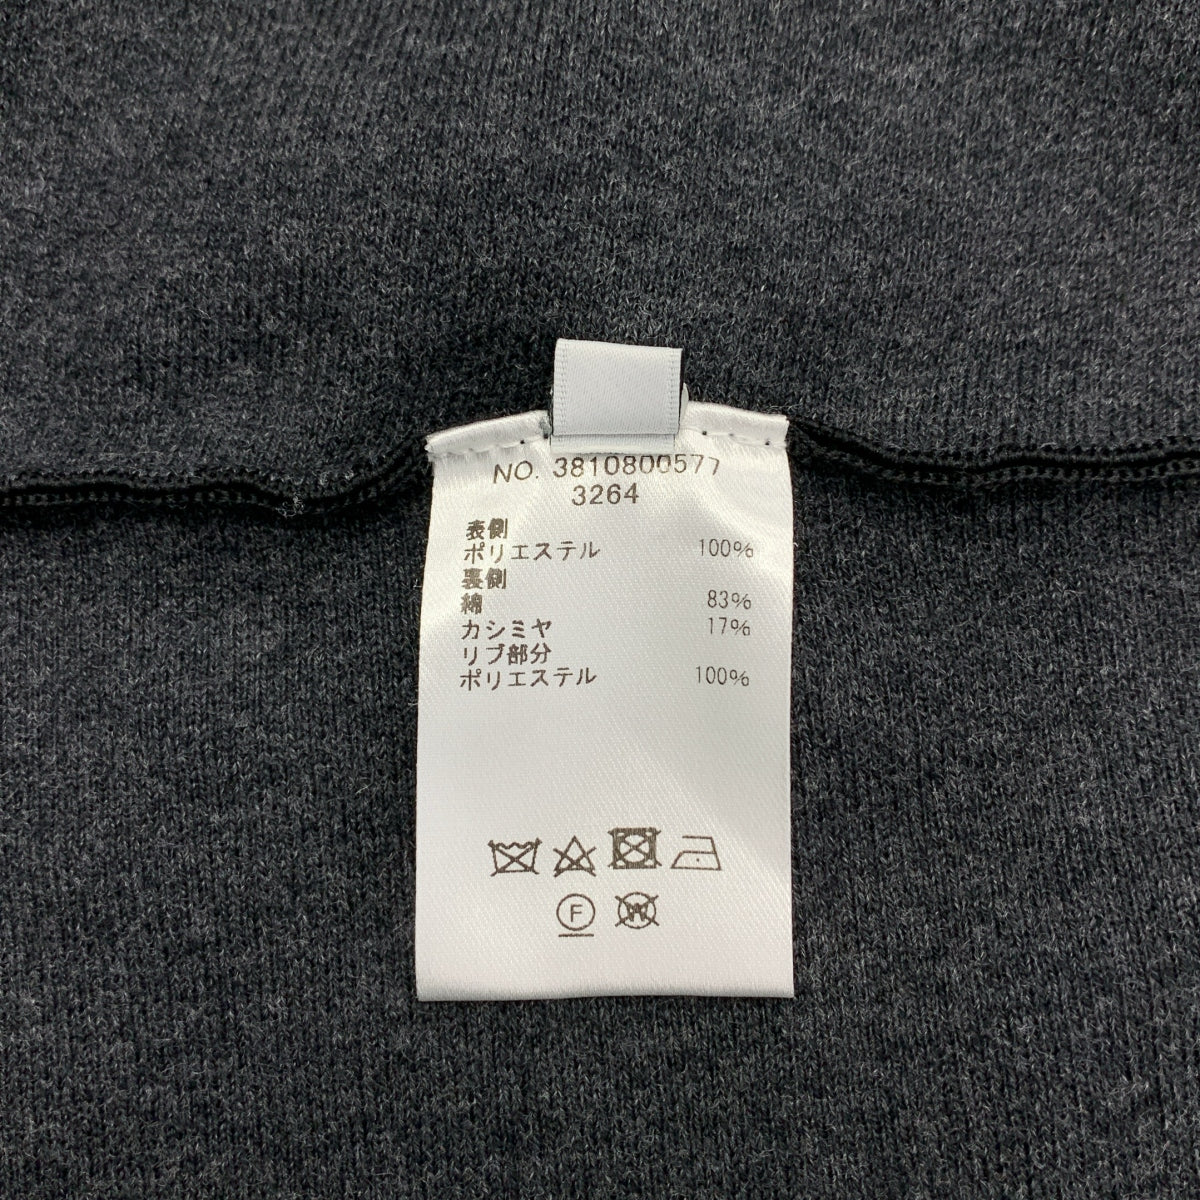 NO. 3810800577
3264
表側
ポリエステル 100%
裏側
綿 83%
カシミヤ 17%
リブ部分
ポリエステル 100%
F W